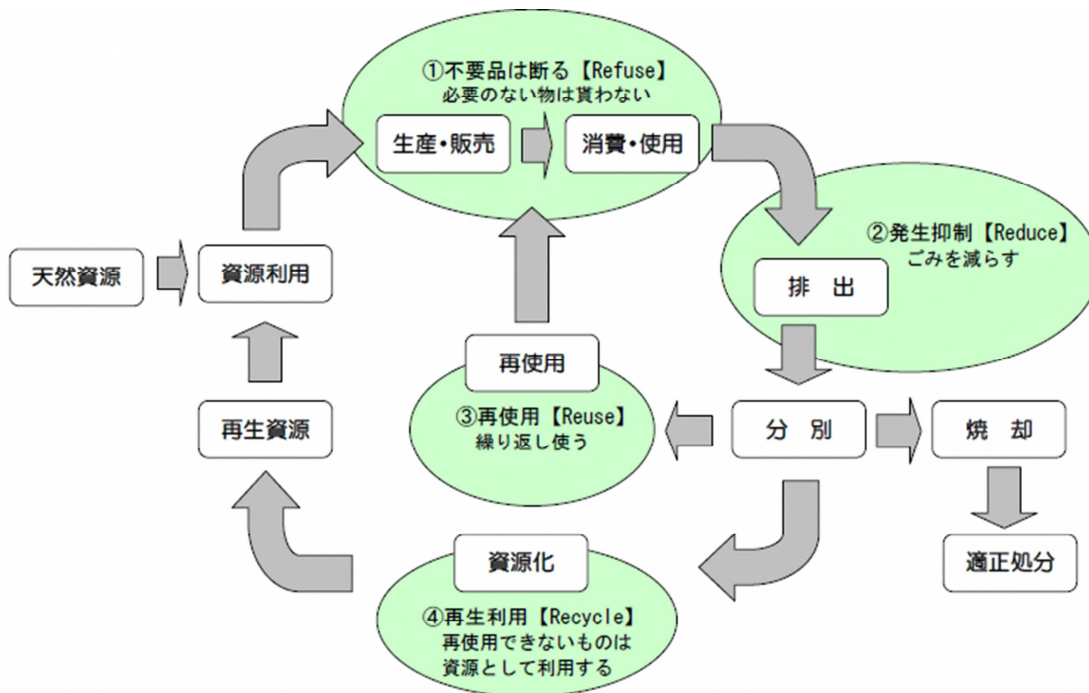 ①不要品は断る【Refuse】
必要のない物は貰わない
生産・販売
消費・使用
②発生抑制【Reduce】
ごみを減らす
天然資源
資源利用
排 出
再使用
③再使用【Reuse】
繰り返し使う
再生資源
分 別
焼 却
資源化
適正処分
④再生利用【Recycle】
再使用できないものは
資源として利用する